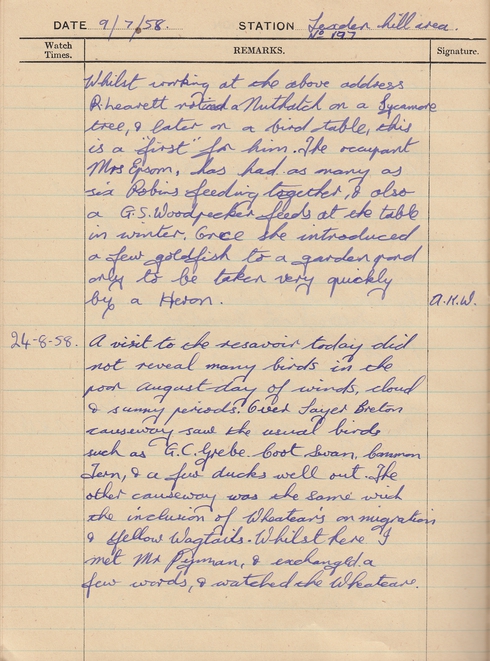 DATE 9/7/58. STATION Lexden hill area.
No 197
Watch Times. REMARKS. Signature.
Whilst working at the above address
R. Leavett noticed a Nuthatch on a Sycamore
tree, & later on a bird table, this
is a "first" for him. The occupant
Mrs Epsom, has had as many as
six Robins feeding together, & also
a G.S. Woodpecker feeds at the table
in winter. Once she introduced
a few goldfish to a garden pond
only to be taken very quickly
by a Heron. A.H.W.
24-8-58. A visit to the resavoir today did
not reveal many birds in the
poor August day of winds, cloud
& sunny periods. Over Layer Breton
causeway saw the usual birds
such as G.C. Grebe. Coot. Swan. Common
Tern, & a few ducks well out. The
other causeway was the same with
the inclusion of Wheatears on migration
& Yellow Wagtails. Whilst here I
met Mr Pyman, & exchanged a
few words, & watched the Wheatears.